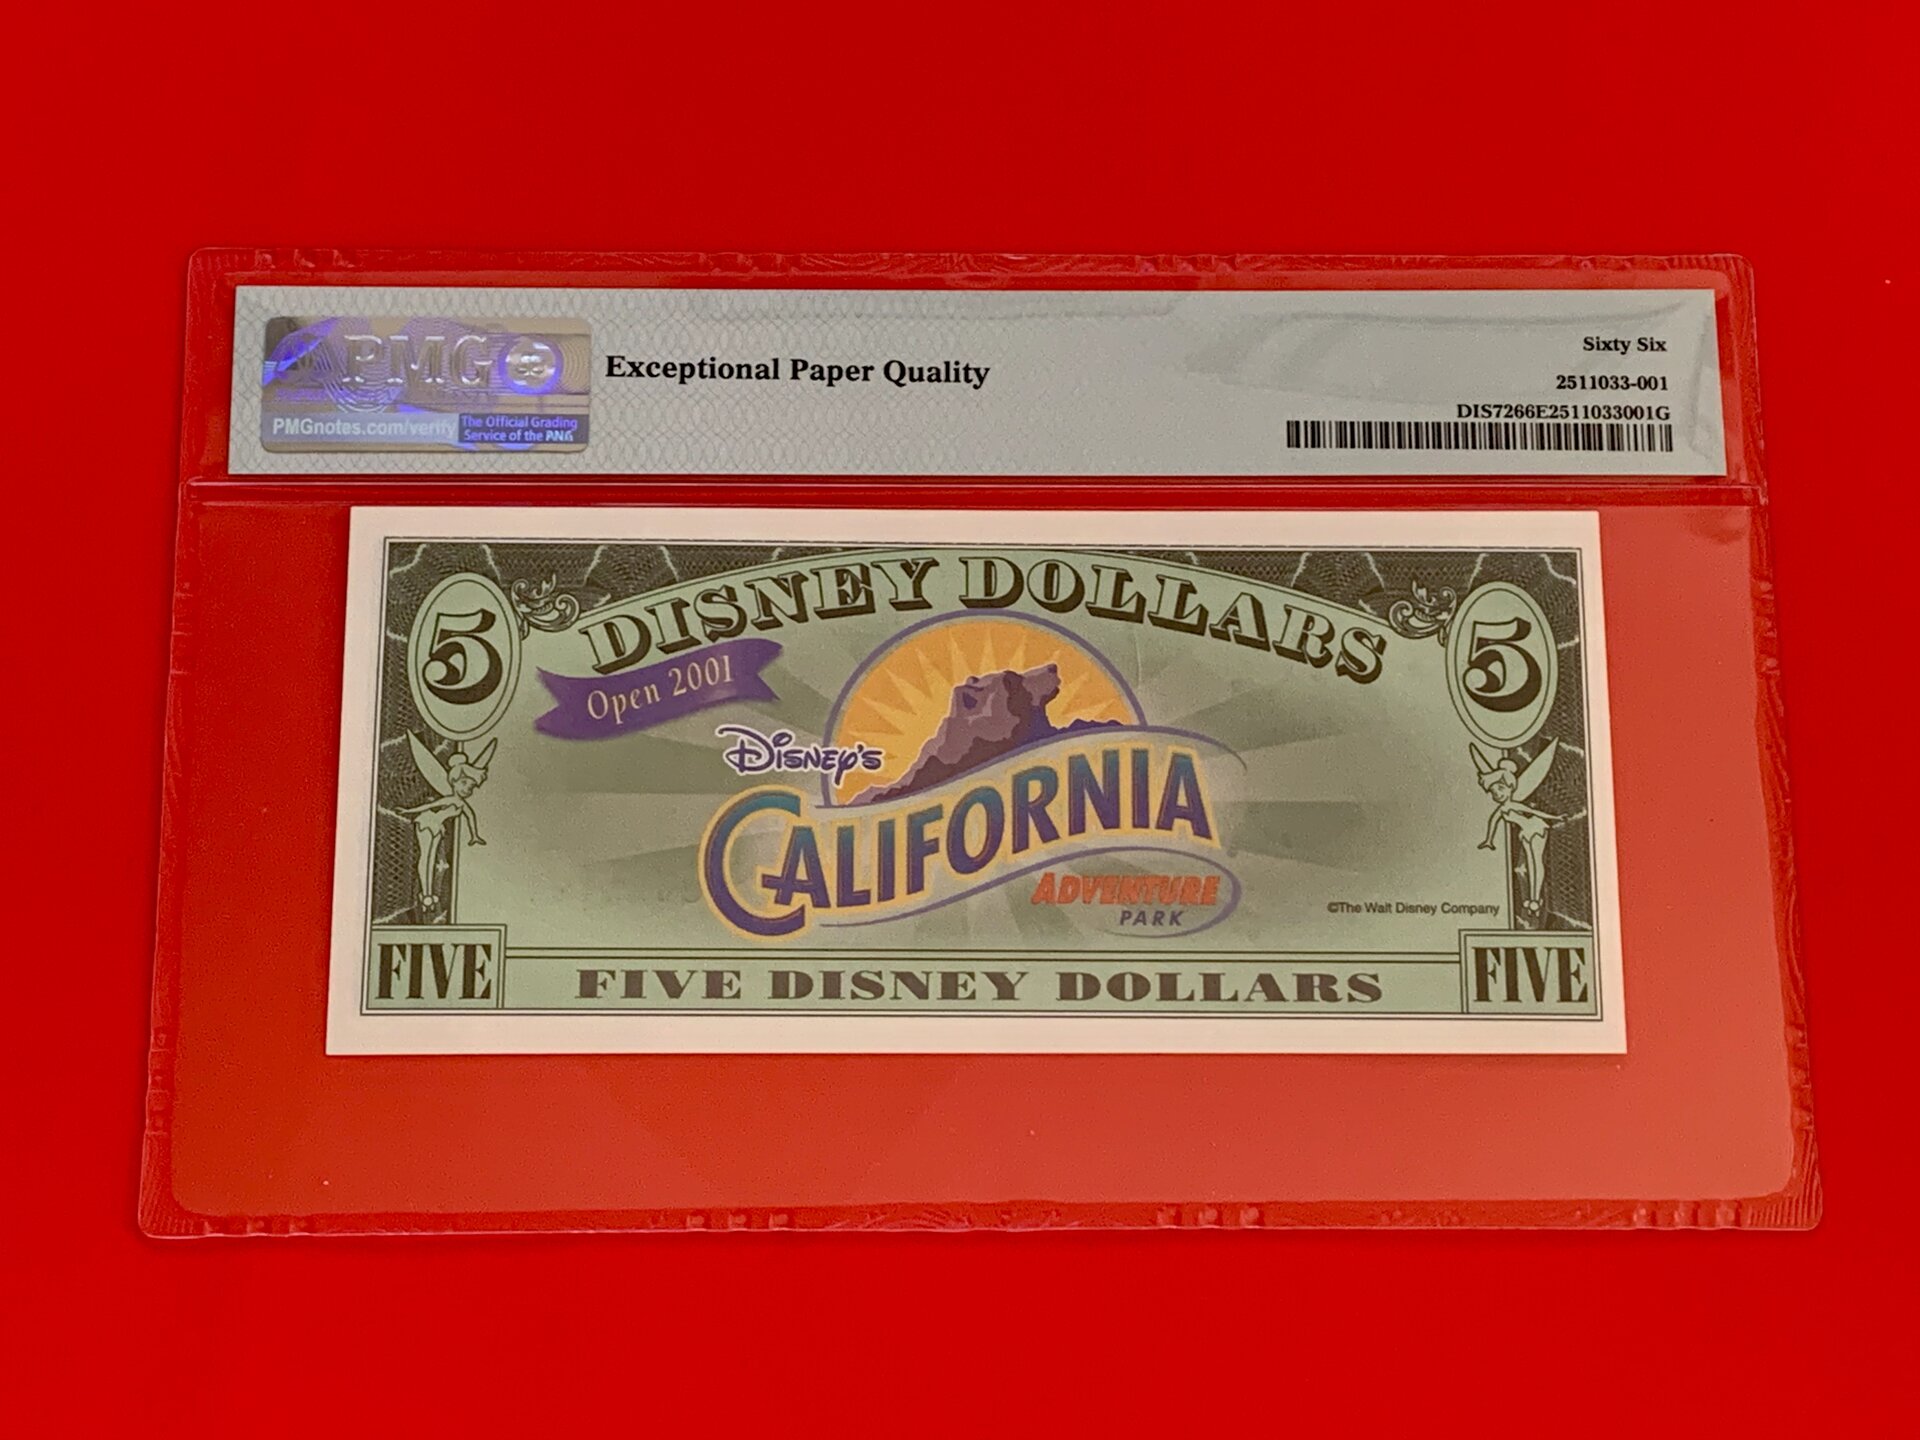 PMG
PMGnotes.com/verify
The Official Grading
Service of the PNG
Exceptional Paper Quality
Sixty Six
2511033-001
DIS7266E2511033001G
DISNEY DOLLARS
5
5
Open 2001
Disney's
CALIFORNIA
ADVENTURE
PARK
©The Walt Disney Company
FIVE
FIVE DISNEY DOLLARS
FIVE